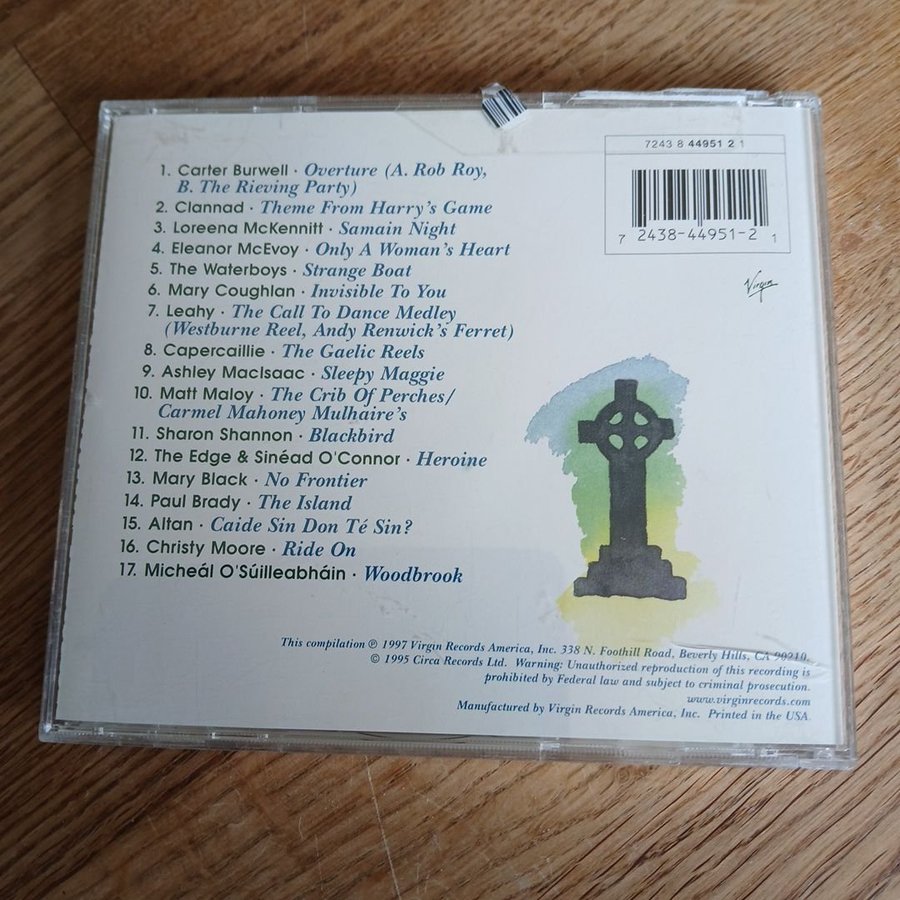 1. Carter Burwell · Overture (A. Rob Roy,
B. The Rieving Party)
2. Clannad · Theme From Harry's Game
3. Loreena McKennitt · Samain Night
4. Eleanor McEvoy · Only A Woman's Heart
5. The Waterboys · Strange Boat
6. Mary Coughlan · Invisible To You
7. Leahy · The Call To Dance Medley
(Westburne Reel, Andy Renwick's Ferret)
8. Capercaillie · The Gaelic Reels
9. Ashley MacIsaac · Sleepy Maggie
10. Matt Maloy · The Crib Of Perches/
Carmel Mahoney Mulhaire's
11. Sharon Shannon · Blackbird
12. The Edge & Sinéad O'Connor · Heroine
13. Mary Black · No Frontier
14. Paul Brady · The Island
15. Altan · Caide Sin Don Té Sin?
16. Christy Moore · Ride On
17. Micheál O'Súilleabháin · Woodbrook
7243 8 44951 2 1
7 2438-44951-2 1
Virgin
This compilation ℗ 1997 Virgin Records America, Inc. 338 N. Foothill Road, Beverly Hills, CA 90210.
© 1995 Circa Records Ltd. Warning: Unauthorized reproduction of this recording is
prohibited by Federal law and subject to criminal prosecution.
www.virginrecords.com
Manufactured by Virgin Records America, Inc. Printed in the USA.